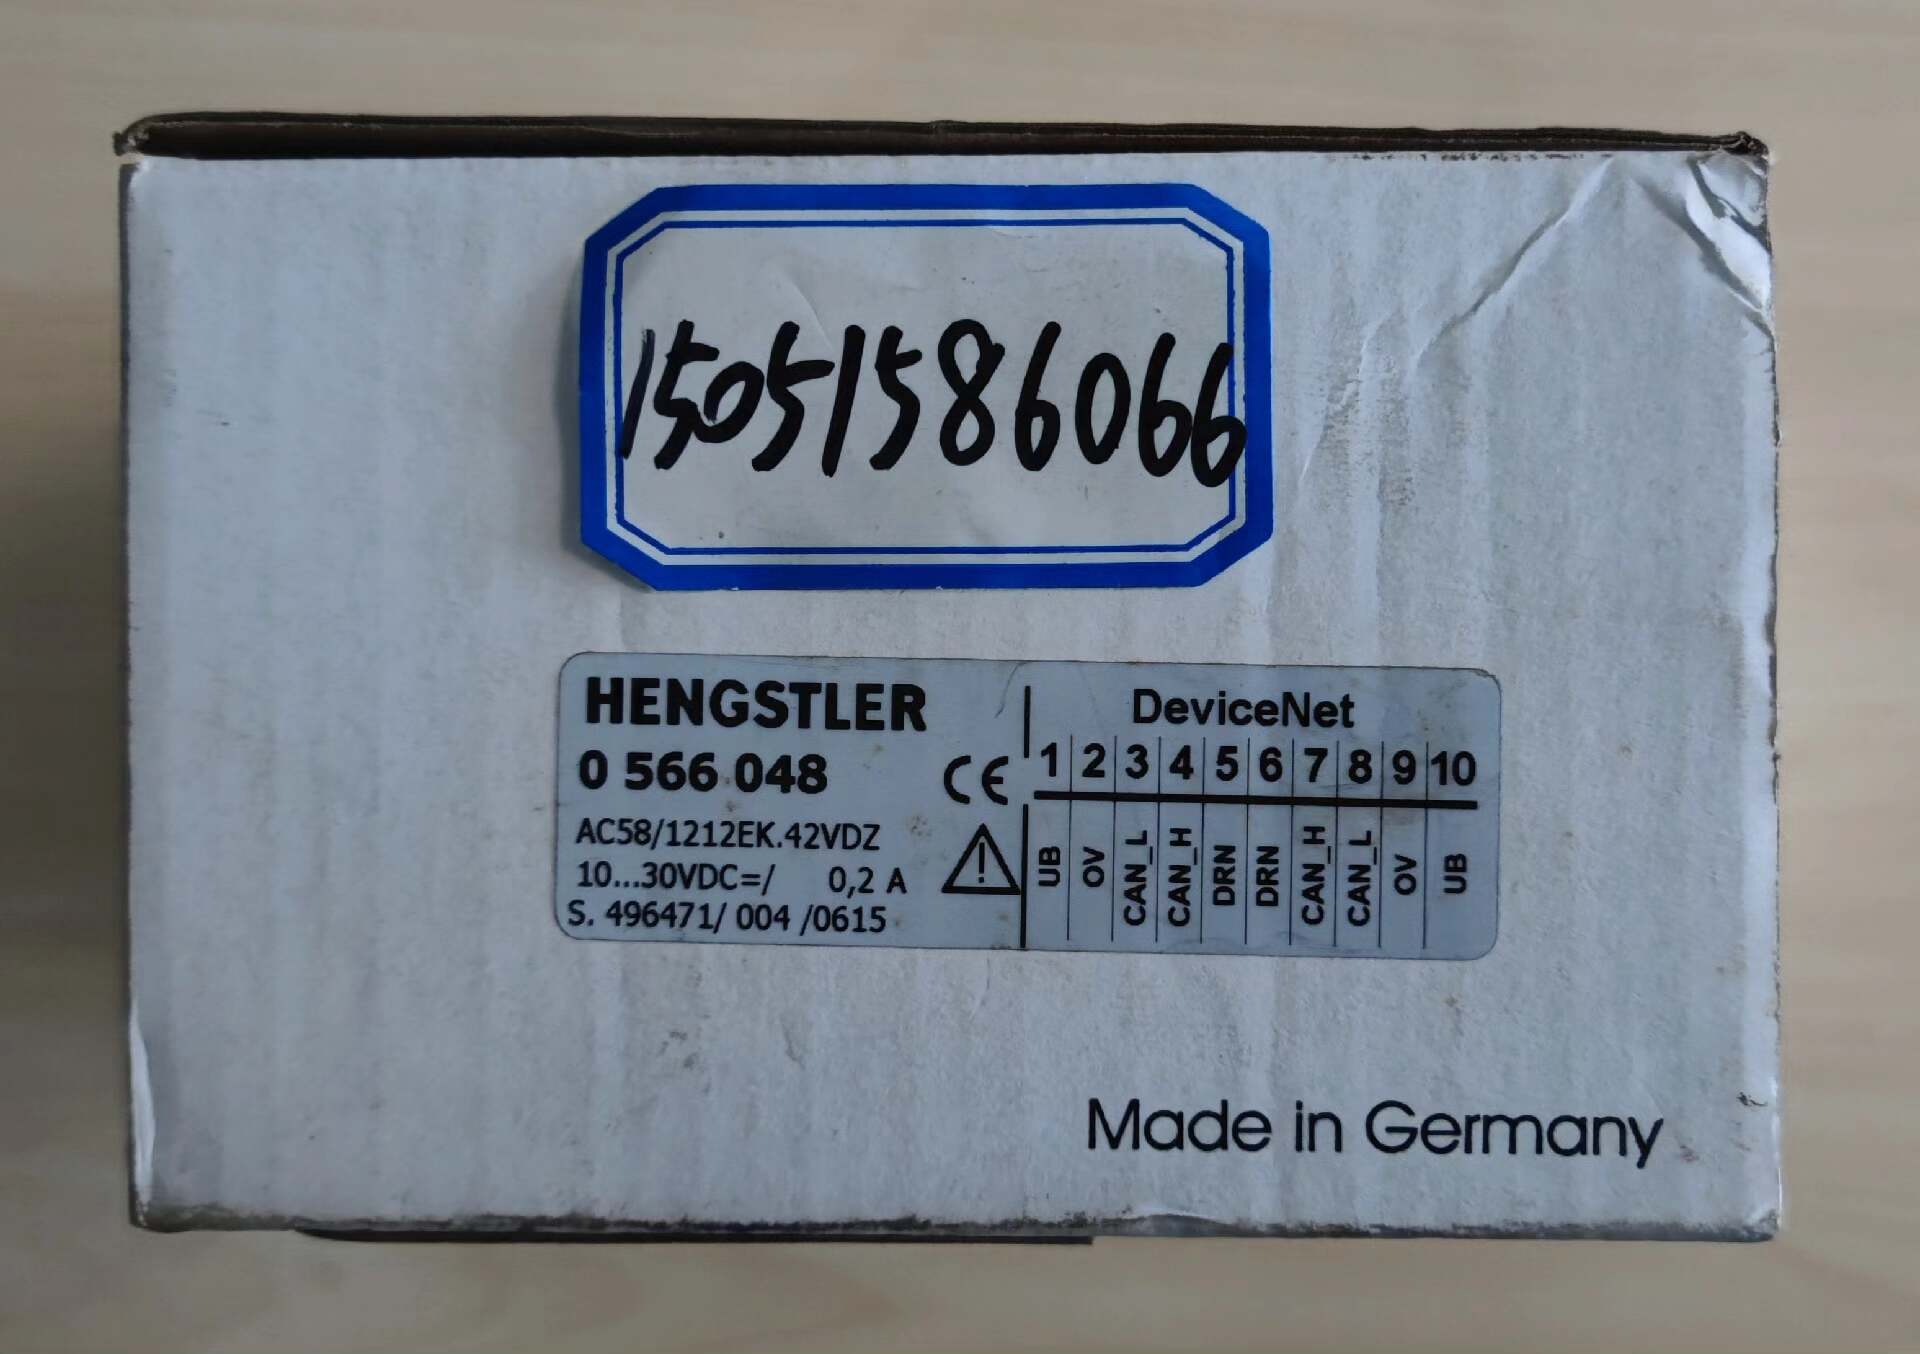 15051586066
HENGSTLER
0 566 048
CE
AC58/1212EK.42VDZ
10...30VDC=/ 0,2 A
S. 496471/ 004 /0615
DeviceNet
1 2 3 4 5 6 7 8 9 10
UB OV CAN_L CAN_H DRN DRN CAN_H CAN_L OV UB
Made in Germany